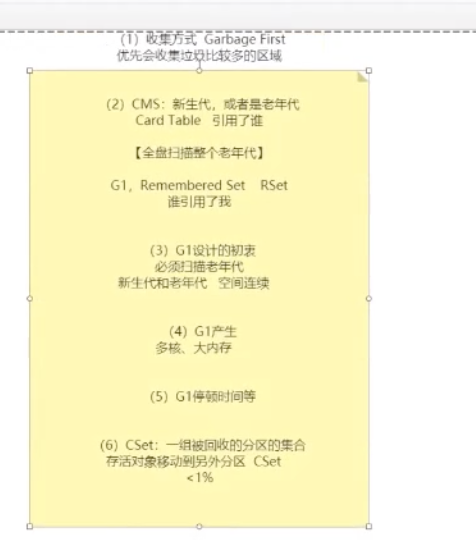 （1）收集方式  Garbage First
优先会收集垃圾比较多的区域
（2）CMS：新生代，或者是老年代
Card Table   引用了谁
【全盘扫描整个老年代】
G1，Remembered Set    RSet
谁引用了我
（3）G1设计的初衷
必须扫描老年代
新生代和老年代   空间连续
（4）G1产生
多核、大内存
（5）G1停顿时间等
（6）CSet：一组被回收的分区的集合
存活对象移动到另外分区  CSet
<1%